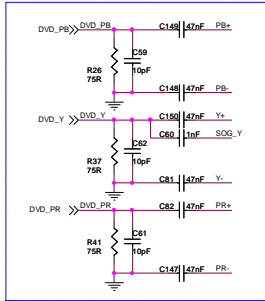 DVD_PB DVD_PB C149 47nF PB+
C59
R26 10pF
75R
C148 47nF PB-
DVD_Y DVD_Y C150 47nF Y+
C60 1nF SOG_Y
C62
R37 10pF
75R
C81 47nF Y-
DVD_PR DVD_PR C82 47nF PR+
C61
R41 10pF
75R
C147 47nF PR-